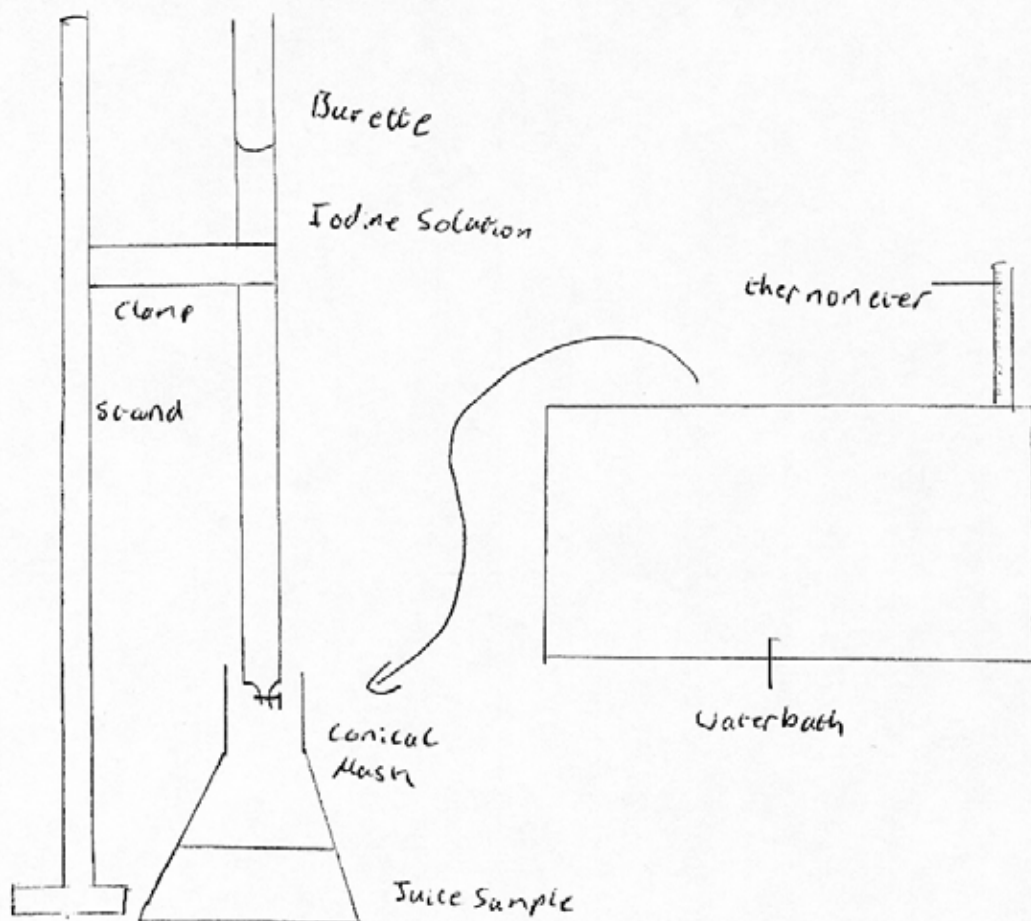 Burette
Iodine Solution
Clamp
Stand
thermometer
waterbath
Conical
flask
Juice Sample